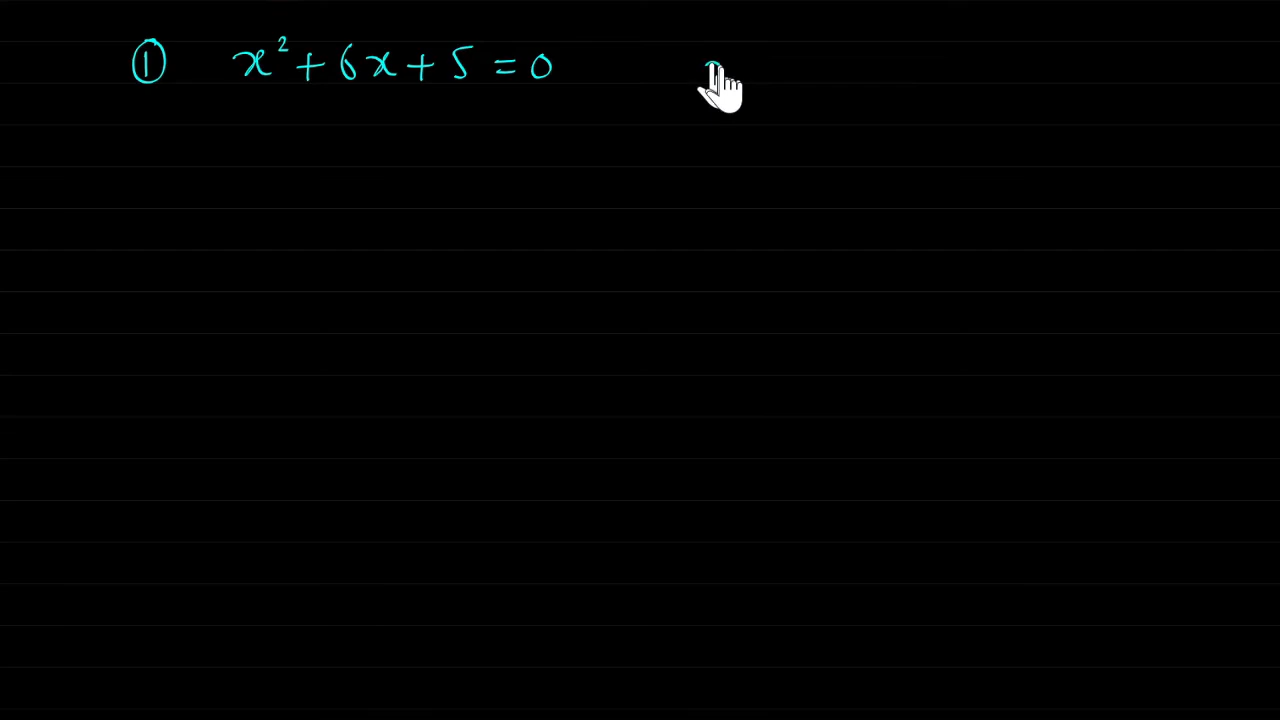 ① x² + 6x + 5 = 0